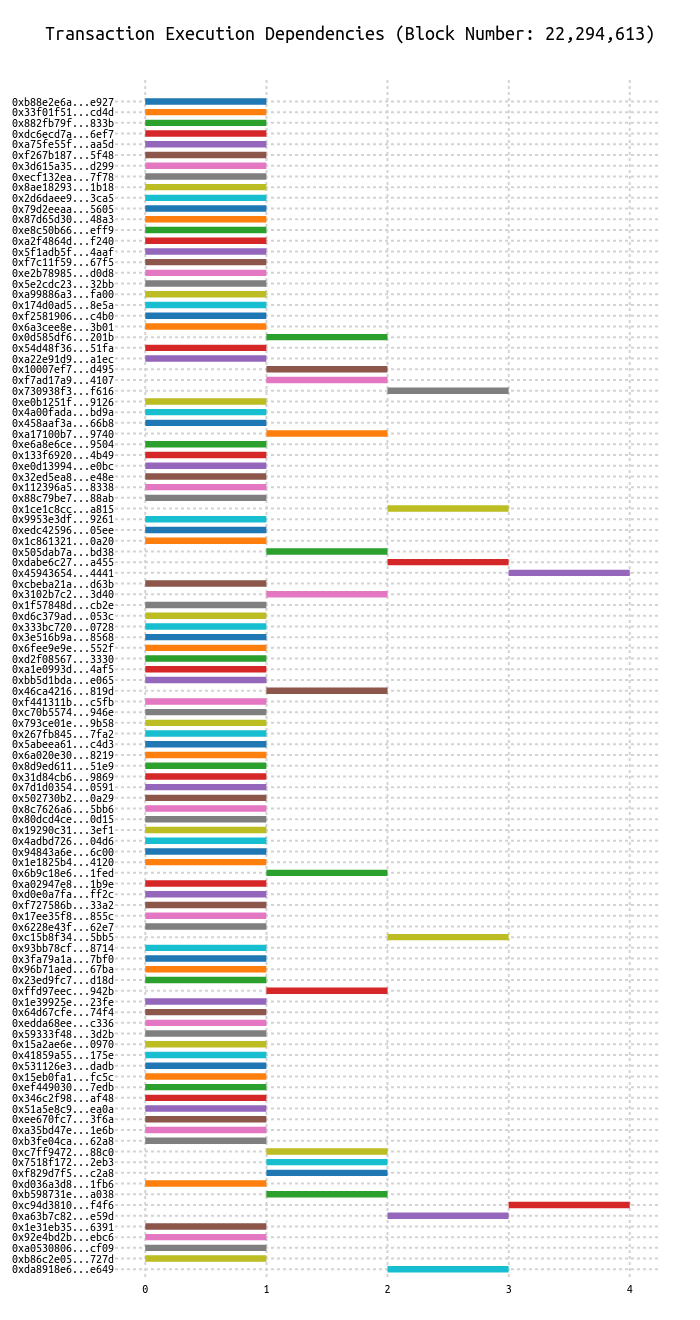 Transaction Execution Dependencies (Block Number: 22,294,613)
0xb88e2e6a...e927
0x33f01f51...cd4d
0x882fb79f...833b
0xdc6ecd7a...6ef7
0xa75fe55f...aa5d
0xf267b187...5f48
0x3d615a35...d299
0xecf132ea...7f78
0x8ae18293...1b18
0x2d6daee9...3ca5
0x79d2eeaa...5605
0x87d65d30...48a3
0xe8c50b66...eff9
0xa2f4864d...f240
0x5f1adb5f...4aaf
0xf7c11f59...67f5
0xe2b78985...d0d8
0x5e2cdc23...32bb
0xa99886a3...fa00
0x174d0ad5...8e5a
0xf2581906...c4b0
0x6a3cee8e...3b01
0x0d585df6...201b
0x54d48f36...51fa
0xa22e91d9...a1ec
0x10007ef7...d495
0xf7ad17a9...4107
0x730938f3...f616
0xe0b1251f...9126
0x4a00fada...bd9a
0x458aaf3a...66b8
0xa17100b7...9740
0xe6a8e6ce...9504
0x133f6920...4b49
0xe0d13994...e0bc
0x32ed5ea8...e48e
0x112396a5...8338
0x88c79be7...88ab
0x1ce1c8cc...a815
0x9953e3df...9261
0xedc42596...05ee
0x1c861321...0a20
0x505dab7a...bd38
0xdabe6c27...a455
0x45943654...4441
0xcbeba21a...d63b
0x3102b7c2...3d40
0x1f57848d...cb2e
0xd6c379ad...053c
0x333bc720...0728
0x3e516b9a...8568
0x6fee9e9e...552f
0xd2f08567...3330
0xa1e0993d...4af5
0xbb5d1bda...e065
0x46ca4216...819d
0xf441311b...c5fb
0xc70b5574...946e
0x793ce01e...9b58
0x267fb845...7fa2
0x5abeea61...c4d3
0x6a020e30...8219
0x8d9ed611...51e9
0x31d84cb6...9869
0x7d1d0354...0591
0x502730b2...0a29
0x8c7626a6...5bb6
0x80dcd4ce...0d15
0x19290c31...3ef1
0x4adbd726...04d6
0x94843a6e...6c00
0x1e1825b4...4120
0x6b9c18e6...1fed
0xa02947e8...1b9e
0xd0e0a7fa...ff2c
0xf727586b...33a2
0x17ee35f8...855c
0x6228e43f...62e7
0xc15b8f34...5bb5
0x93bb78cf...8714
0x3fa79a1a...7bf0
0x96b71aed...67ba
0x23ed9fc7...d18d
0xffd97eec...942b
0x1e39925e...23fe
0x64d67cfe...74f4
0xedda68ee...c336
0x59333f48...3d2b
0x15a2ae6e...0970
0x41859a55...175e
0x531126e3...dadb
0x15eb0fa1...fc5c
0xef449030...7edb
0x346c2f98...af48
0x51a5e8c9...ea0a
0xee670fc7...3f6a
0xa35bd47e...1e6b
0xb3fe04ca...62a8
0xc7ff9472...88c0
0x7518f172...2eb3
0xf829d7f5...c2a8
0xd036a3d8...1fb6
0xb598731e...a038
0xc94d3810...f4f6
0xa63b7c82...e59d
0x1e31eb35...6391
0x92e4bd2b...ebc6
0xa0530806...cf09
0xb86c2e05...727d
0xda8918e6...e649
0 1 2 3 4